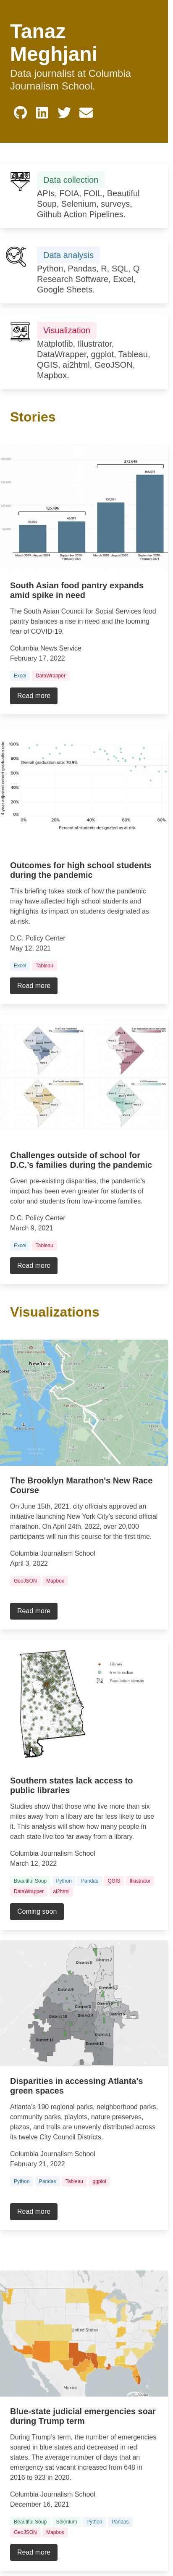 Tanaz
Meghjani
Data journalist at Columbia
Journalism School.
Data collection
APIs, FOIA, FOIL, Beautiful
Soup, Selenium, surveys,
Github Action Pipelines.
Data analysis
Python, Pandas, R, SQL, Q
Research Software, Excel,
Google Sheets.
Visualization
Matplotlib, Illustrator,
DataWrapper, ggplot, Tableau,
QGIS, ai2html, GeoJSON,
Mapbox.
Stories
South Asian food pantry expands
amid spike in need
The South Asian Council for Social Services food
pantry balances a rise in need and the looming
fear of COVID-19.
Columbia News Service
February 17, 2022
Excel DataWrapper
Read more
100%
80%
60%
40%
20%
0%
Overall graduation rate: 70.9%
0% 20% 40% 60% 80%
Percent of students designated as at-risk
Outcomes for high school students
during the pandemic
This briefing takes stock of how the pandemic
may have affected high school students and
highlights its impact on students designated as
at-risk.
D.C. Policy Center
May 12, 2021
Excel Tableau
Read more
Challenges outside of school for
D.C.'s families during the pandemic
Given pre-existing disparities, the pandemic's
impact has been even greater for students of
color and students from low-income families.
D.C. Policy Center
March 9, 2021
Excel Tableau
Read more
Visualizations
New York
The Brooklyn Marathon's New Race
Course
On June 15th, 2021, city officials approved an
initiative launching New York City's second official
marathon. On April 24th, 2022, over 20,000
participants will run this course for the first time.
Columbia Journalism School
April 3, 2022
GeoJSON Mapbox
Read more
Library
6 mile radius
Population density
Southern states lack access to
public libraries
Studies show that those who live more than six
miles away from a libary are far less likely to use
it. This analysis will show how many people in
each state live too far away from a library.
Columbia Journalism School
March 12, 2022
Beautiful Soup Python Pandas QGIS Illustrator
DataWrapper ai2html
Coming soon
Disparities in accessing Atlanta's
green spaces
Atlanta's 190 regional parks, neighborhood parks,
community parks, playlots, nature preserves,
plazas, and trails are unevenly distributed across
its twelve City Council Districts.
Columbia Journalism School
February 21, 2022
Python Pandas Tableau ggplot
Read more
United States
Mexico
Blue-state judicial emergencies soar
during Trump term
During Trump's term, the number of emergencies
soared in blue states and decreased in red
states. The average number of days that an
emergency sat vacant increased from 648 in
2016 to 923 in 2020.
Columbia Journalism School
December 16, 2021
Beautiful Soup Selenium Python Pandas
GeoJSON Mapbox
Read more